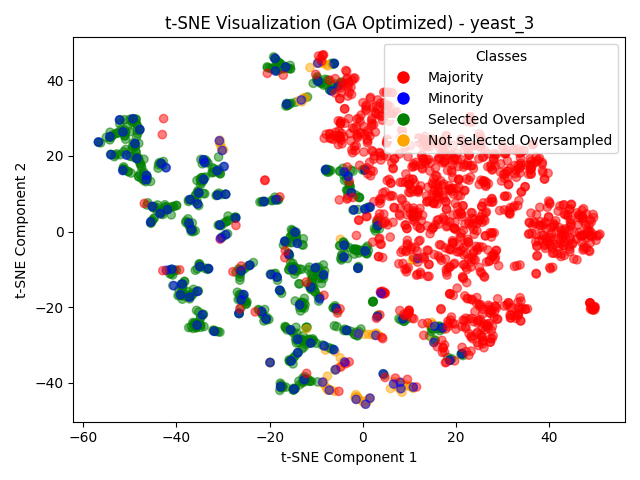 t-SNE Visualization (GA Optimized) - yeast_3
Classes
Majority
Minority
Selected Oversampled
Not selected Oversampled
t-SNE Component 2
40
20
0
−20
−40
−60
−40
−20
0
20
40
t-SNE Component 1